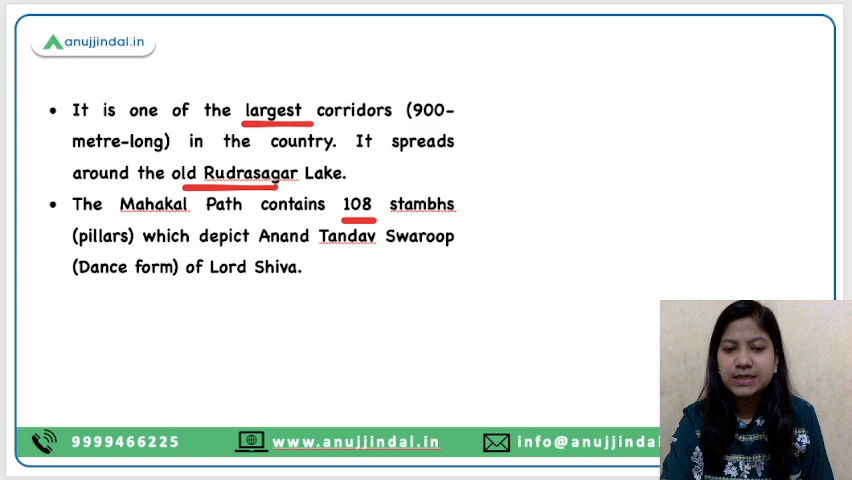 anujjindal.in
• It is one of the largest corridors (900-
metre-long) in the country. It spreads
around the old Rudrasagar Lake.
• The Mahakal Path contains 108 stambhs
(pillars) which depict Anand Tandav Swaroop
(Dance form) of Lord Shiva.
9999466225 www.anujjindal.in info@anujjindal